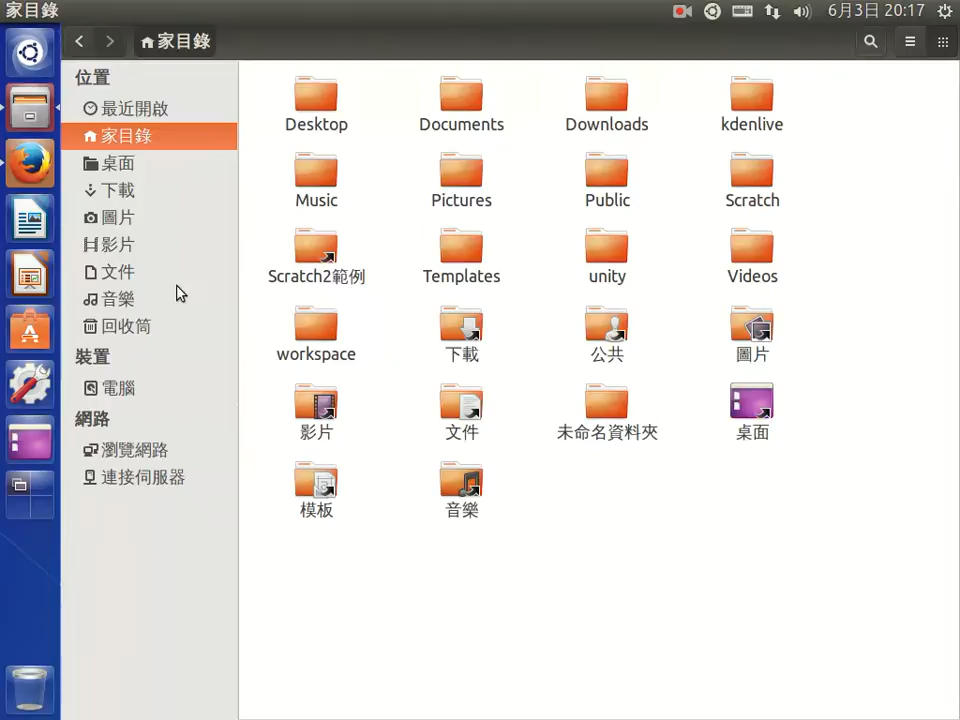 家目錄
6月3日 20:17
家目錄
位置
最近開啟
家目錄
桌面
下載
圖片
影片
文件
音樂
回收筒
裝置
電腦
網路
瀏覽網路
連接伺服器
Desktop
Documents
Downloads
kdenlive
Music
Pictures
Public
Scratch
Scratch2範例
Templates
unity
Videos
workspace
下載
公共
圖片
影片
文件
未命名資料夾
桌面
模板
音樂